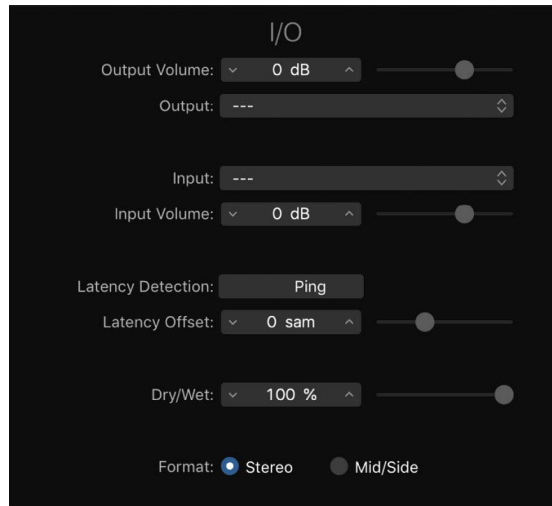 I/O
Output Volume: 0 dB
Output: ---
Input: ---
Input Volume: 0 dB
Latency Detection: Ping
Latency Offset: 0 sam
Dry/Wet: 100 %
Format: Stereo Mid/Side